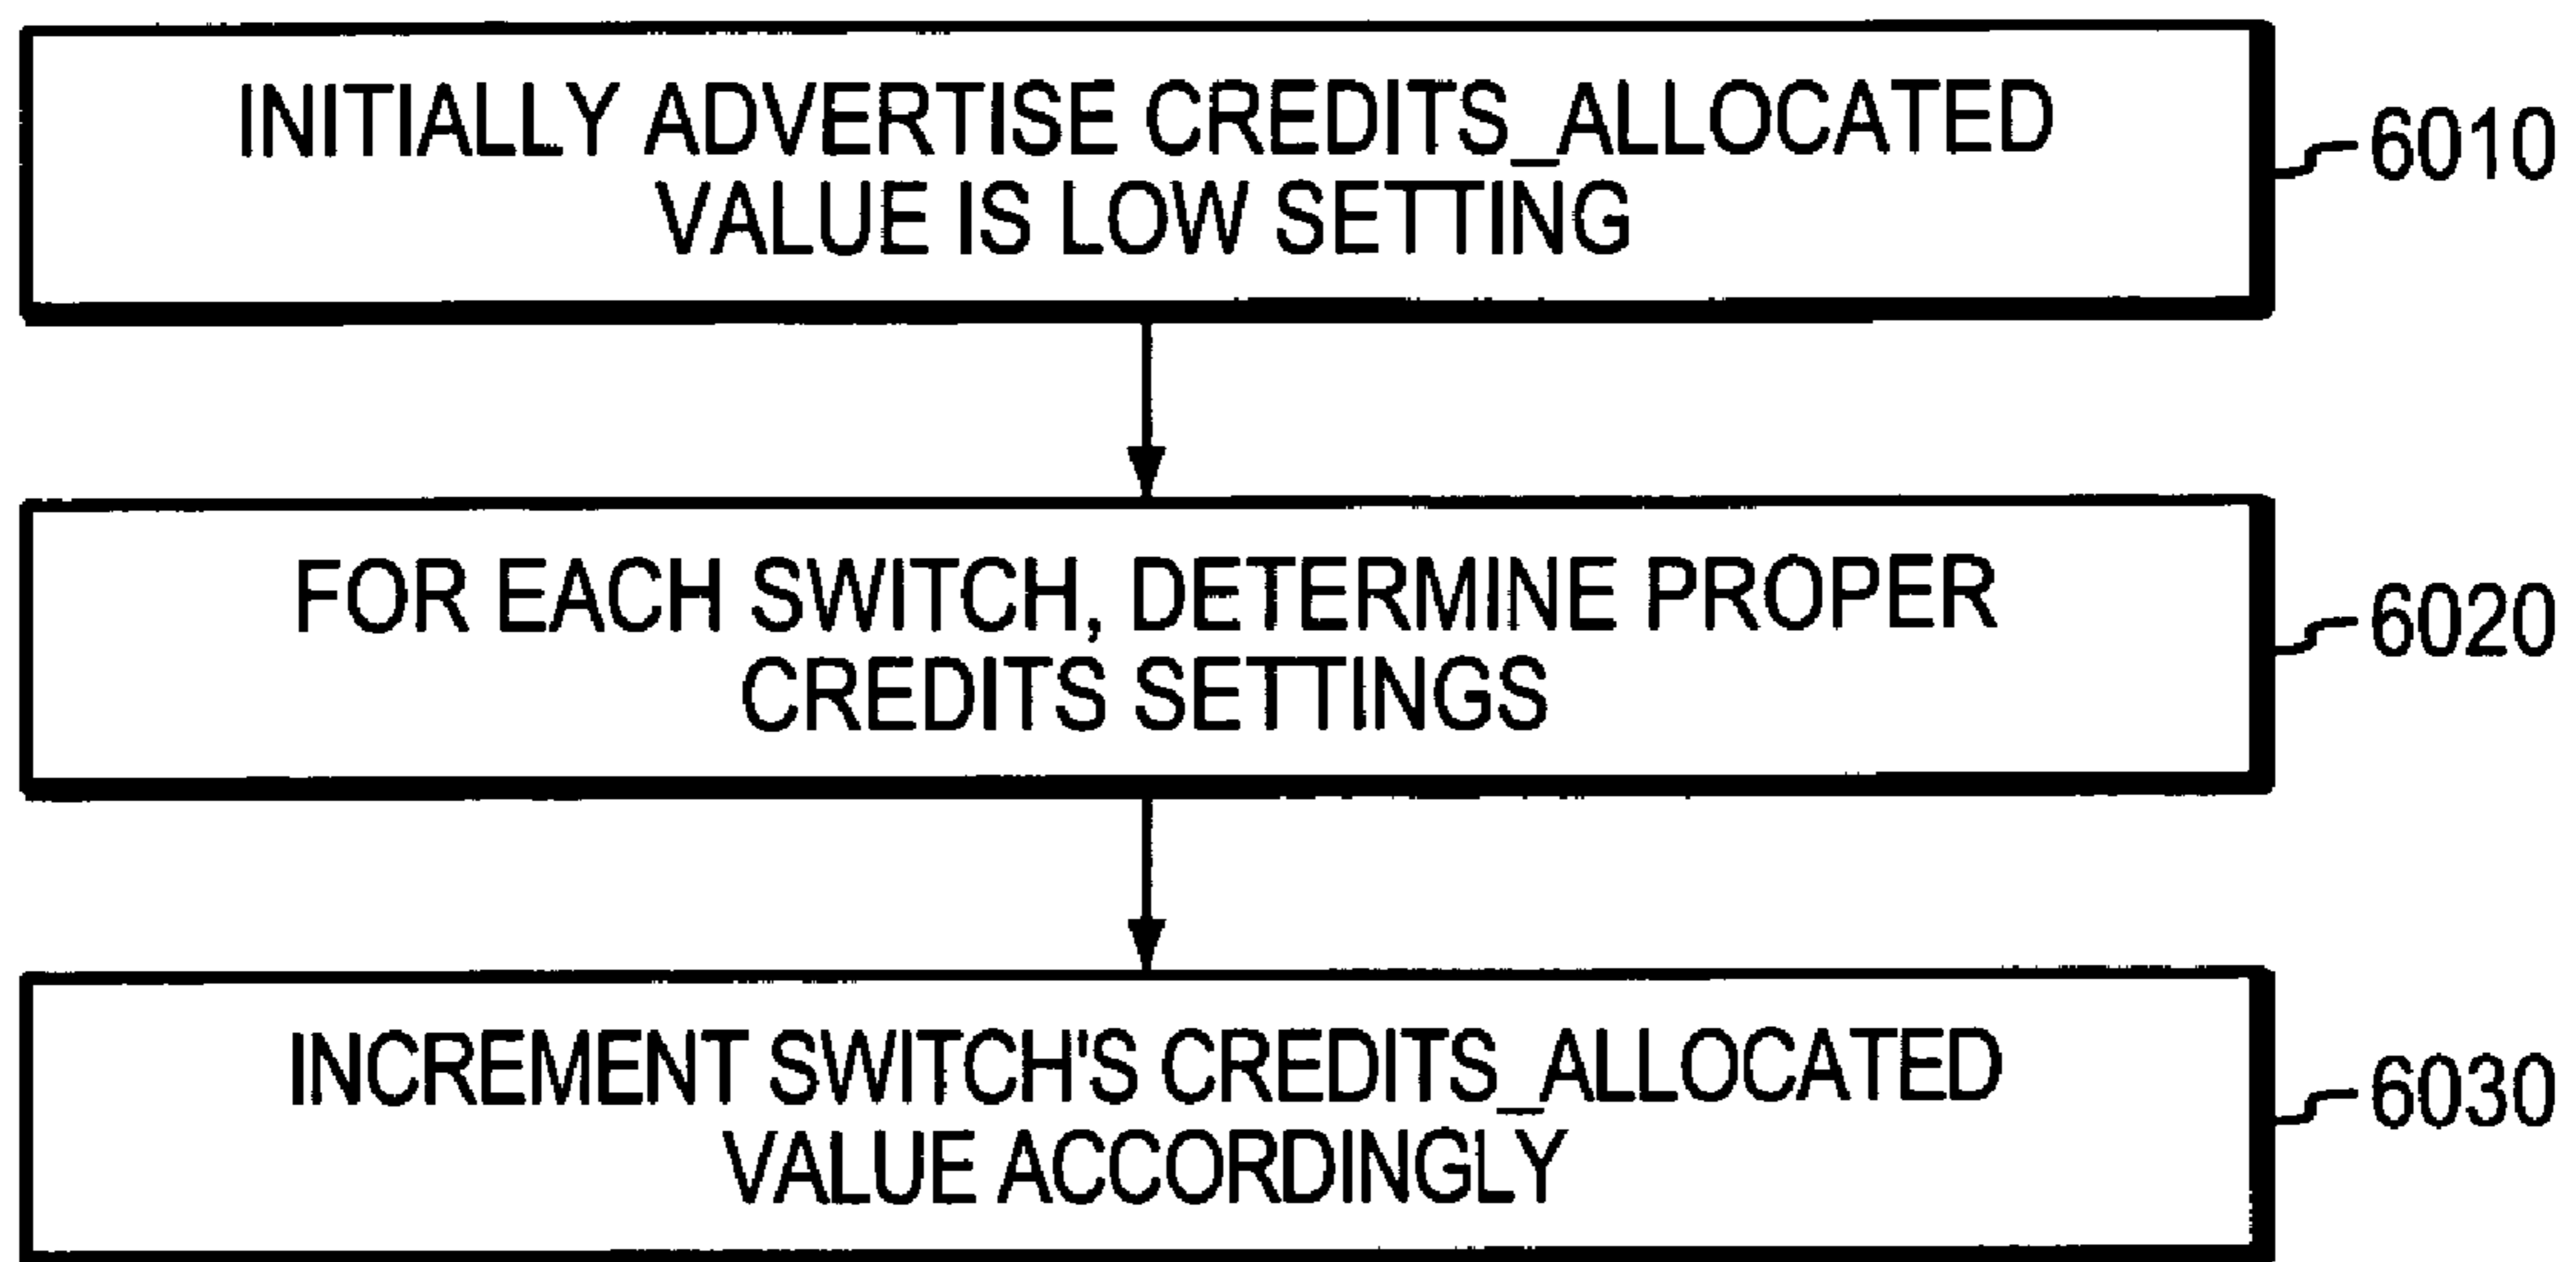 INITIALLY ADVERTISE CREDITS_ALLOCATED
VALUE IS LOW SETTING
6010
FOR EACH SWITCH, DETERMINE PROPER
CREDITS SETTINGS
6020
INCREMENT SWITCH'S CREDITS_ALLOCATED
VALUE ACCORDINGLY
6030